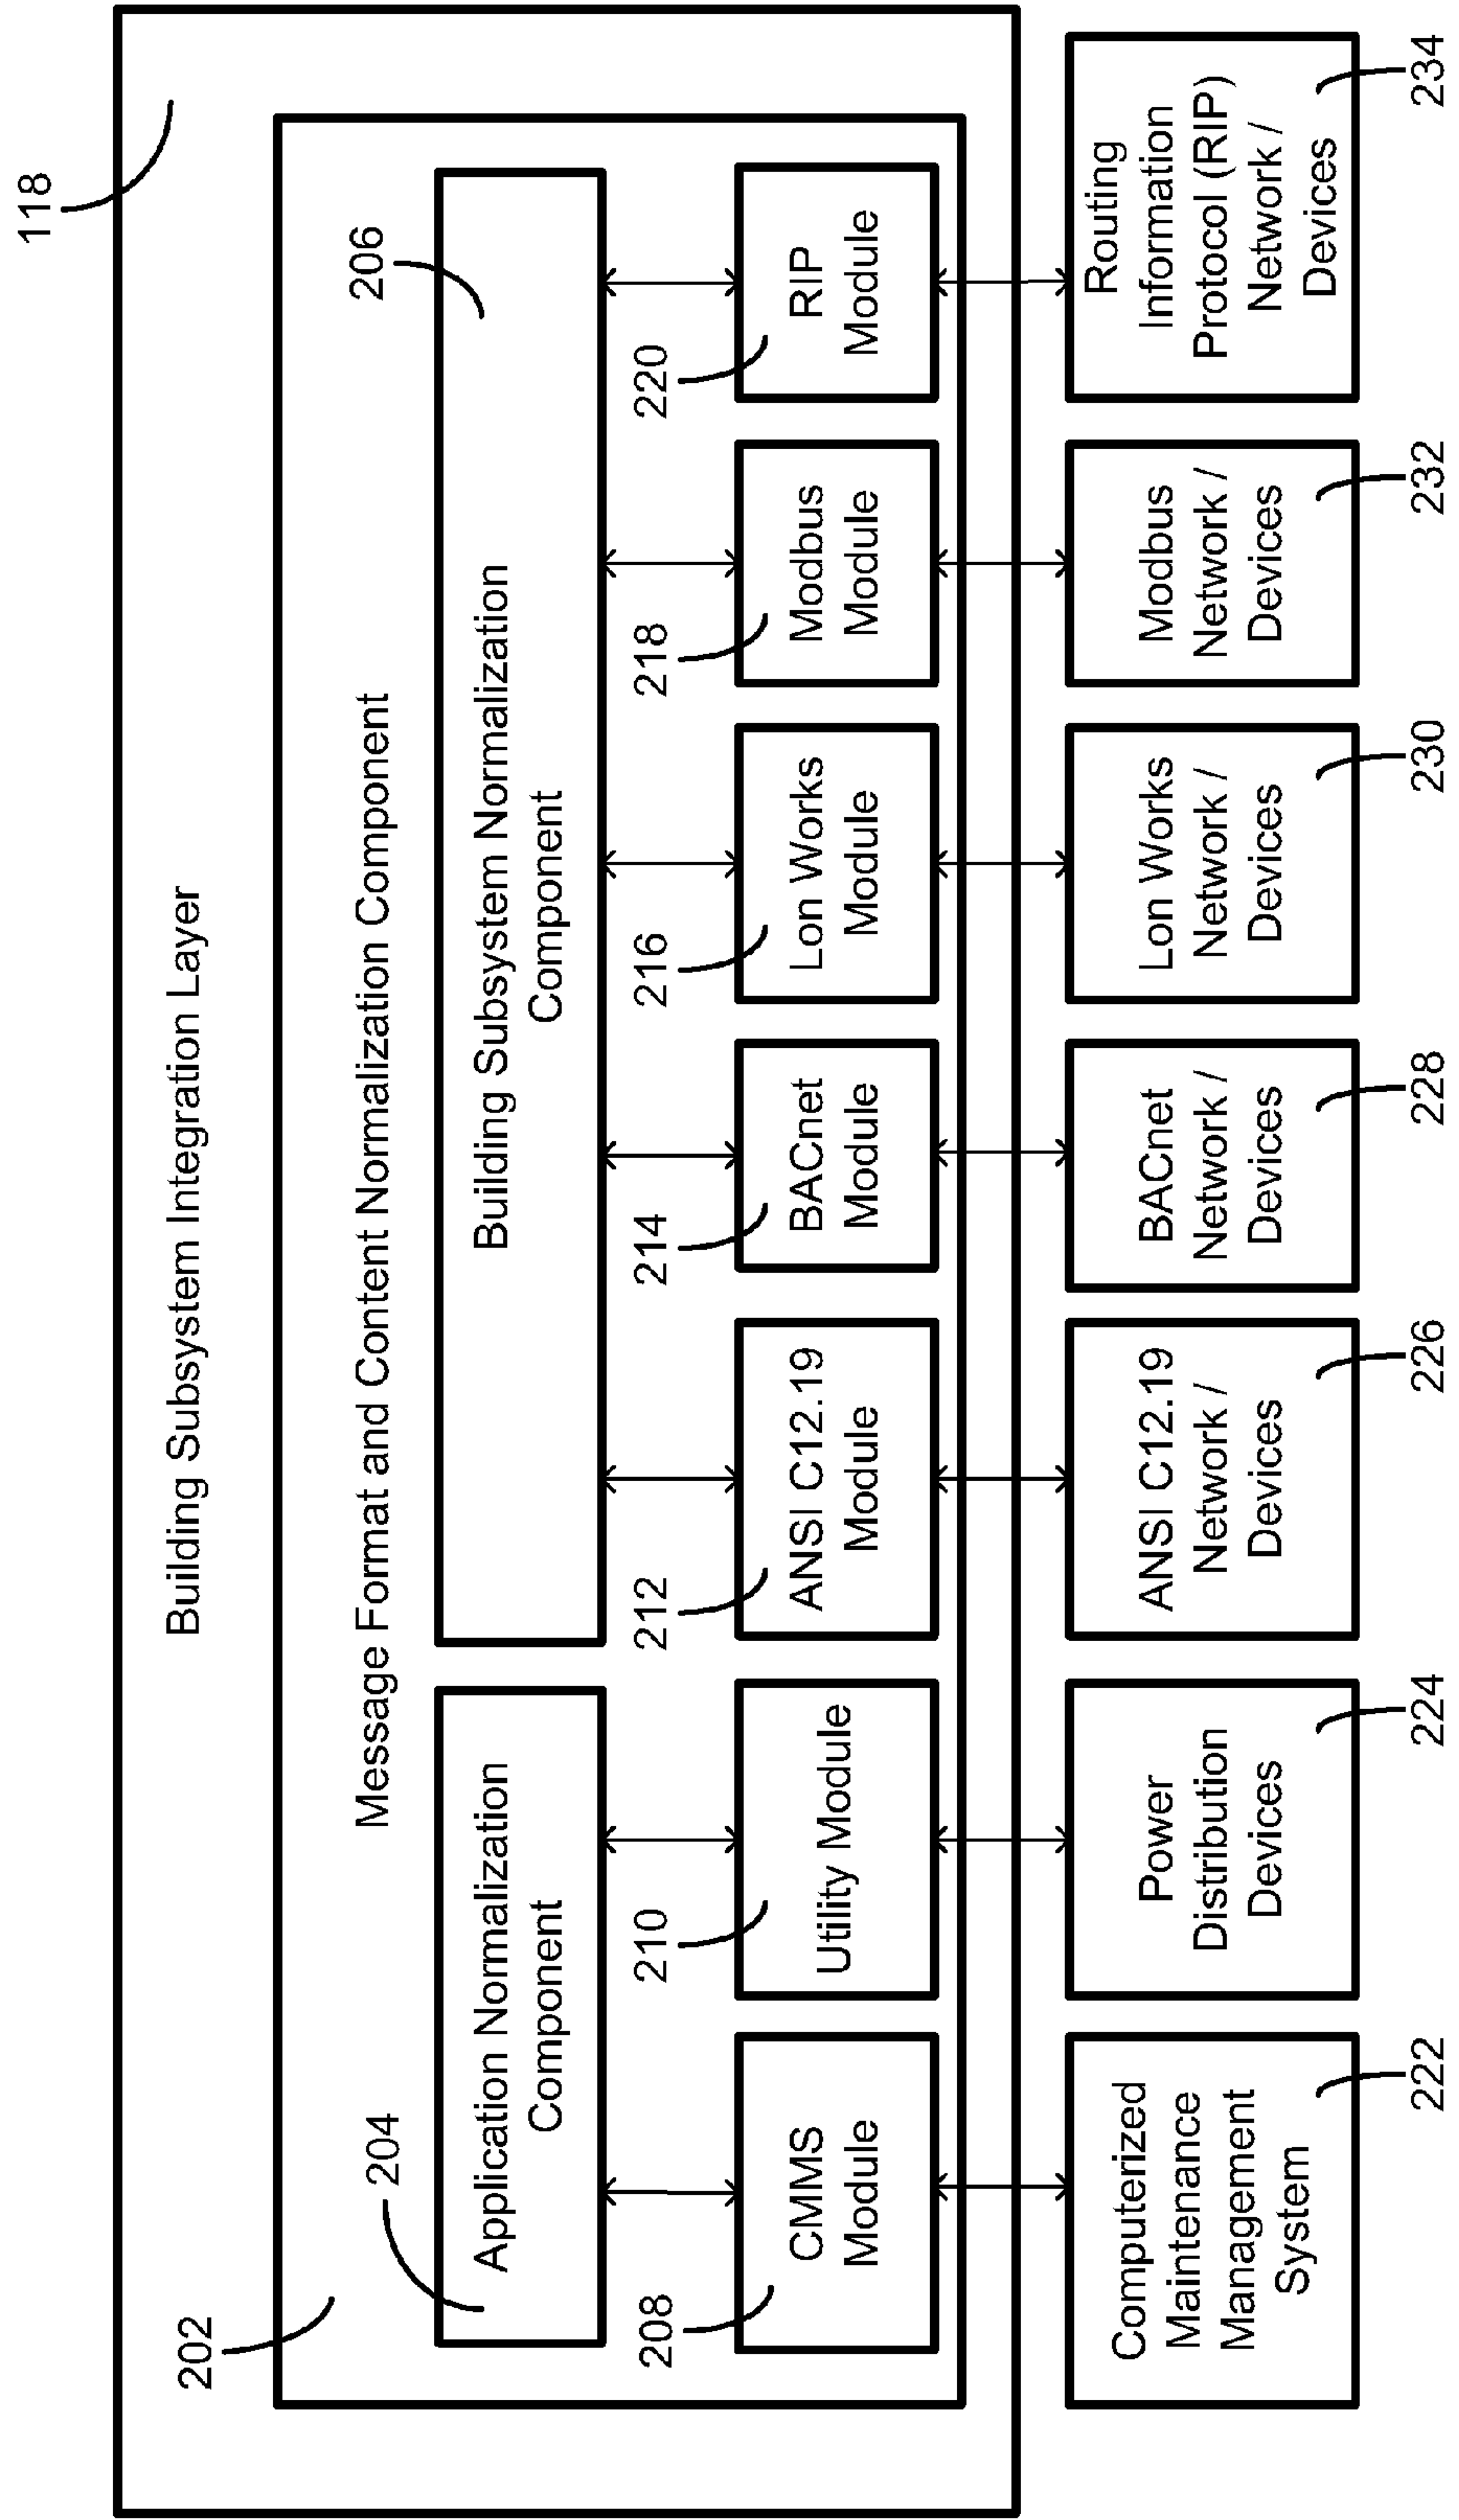 118
Building Subsystem Integration Layer
202
Message Format and Content Normalization Component
204
Application Normalization
Component
206
Building Subsystem Normalization
Component
208
CMMS
Module
210
Utility Module
212
ANSI C12.19
Module
214
BACnet
Module
216
Lon Works
Module
218
Modbus
Module
220
RIP
Module
Computerized
Maintenance
Management
System
222
Power
Distribution
Devices
224
ANSI C12.19
Network /
Devices
226
BACnet
Network /
Devices
228
Lon Works
Network /
Devices
230
Modbus
Network /
Devices
232
Routing
Information
Protocol (RIP)
Network /
Devices
234